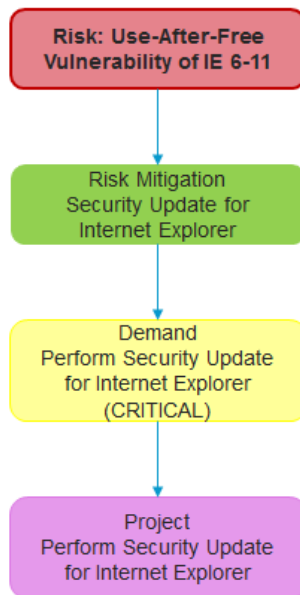 Risk: Use-After-Free
Vulnerability of IE 6-11
Risk Mitigation
Security Update for
Internet Explorer
Demand
Perform Security Update
for Internet Explorer
(CRITICAL)
Project
Perform Security Update
for Internet Explorer